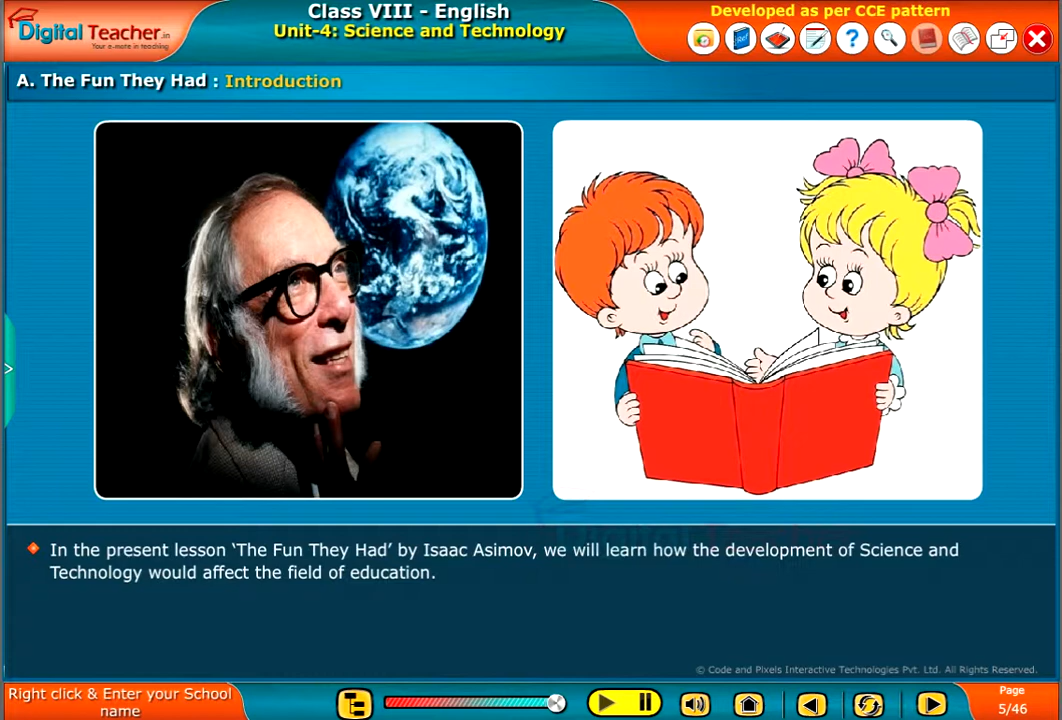 Digital Teacher.in
Your e-mate in teaching
Class VIII - English
Unit-4: Science and Technology
Developed as per CCE pattern
A. The Fun They Had : Introduction
Digital Teacher
In the present lesson ‘The Fun They Had’ by Isaac Asimov, we will learn how the development of Science and
Technology would affect the field of education.
© Code and Pixels Interactive Technologies Pvt. Ltd. All Rights Reserved.
Right click & Enter your School
name
Page
5/46